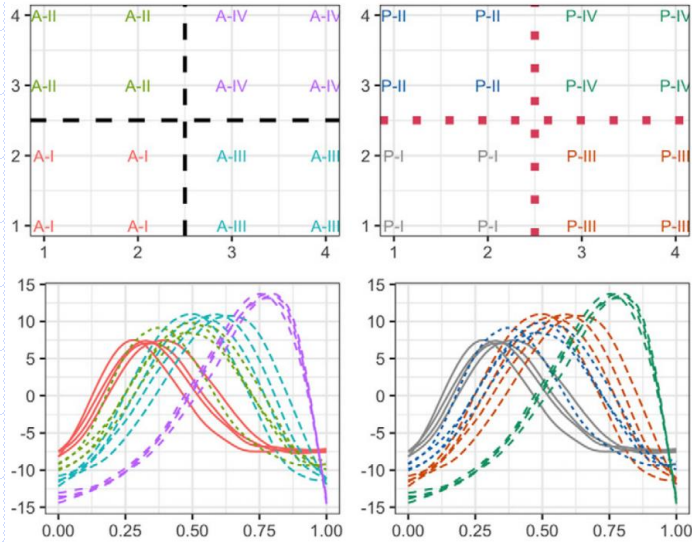 4 A-II A-II A-IV A-IV
3 A-II A-II A-IV A-IV
2 A-I A-I A-III A-III
1 A-I A-I A-III A-III
1 2 3 4
4 P-II P-II P-IV P-IV
3 P-II P-II P-IV P-IV
2 P-I P-I P-III P-III
1 P-I P-I P-III P-III
1 2 3 4
15
10
5
0
-5
-10
-15
0.00 0.25 0.50 0.75 1.00
15
10
5
0
-5
-10
-15
0.00 0.25 0.50 0.75 1.00